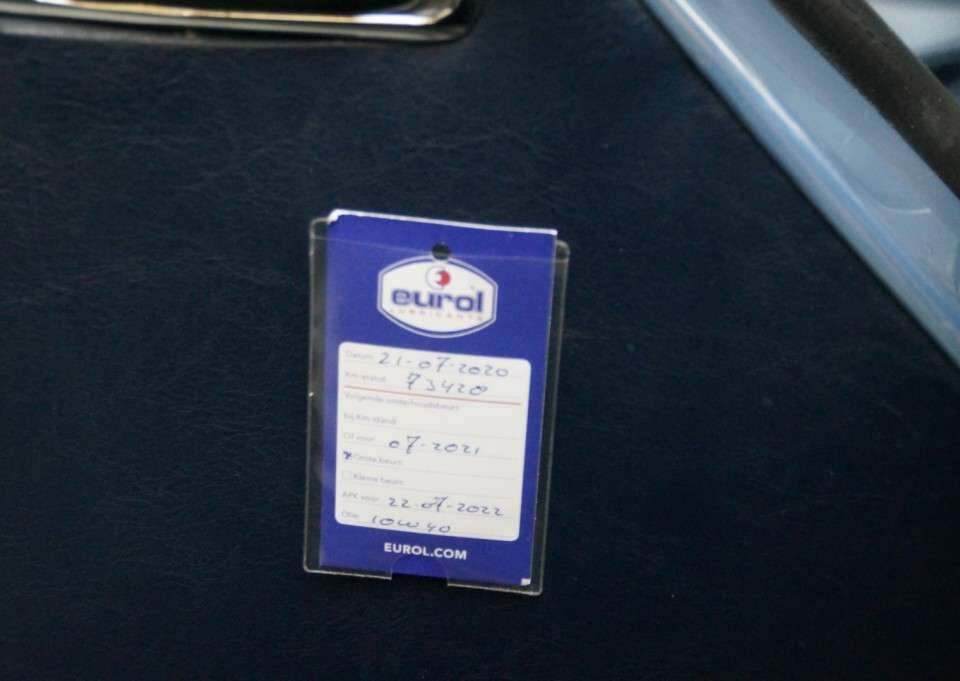 eurol
LUBRICANTS
Datum 21-07-2020
Km-stand: 73420
Volgende onderhoudsbeurt
bij Km-stand:
Of voor: 07-2021
x Grote beurt
Kleine beurt
APK voor: 22-07-2022
Olie: 10W40
EUROL.COM